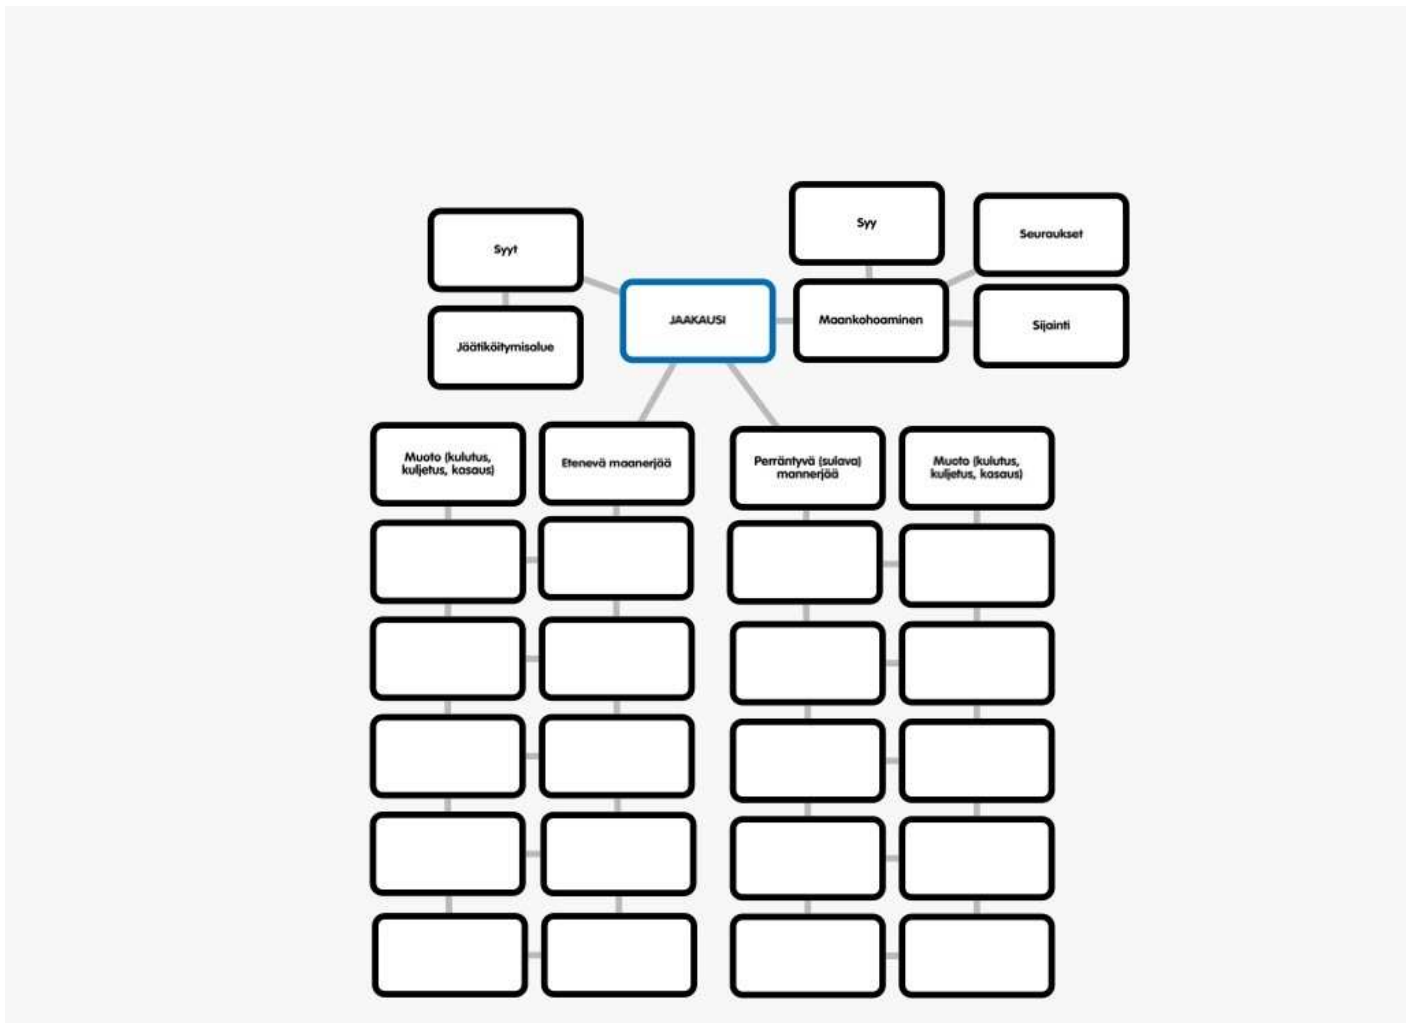 Syyt
Jäätiköitymisalue
JAAKAUSI
Syy
Maankohoaminen
Seuraukset
Sijainti
Muoto (kulutus,
kuljetus, kasaus)
Etenevä maanerjää
Perräntyvä (sulava)
mannerjää
Muoto (kulutus,
kuljetus, kasaus)